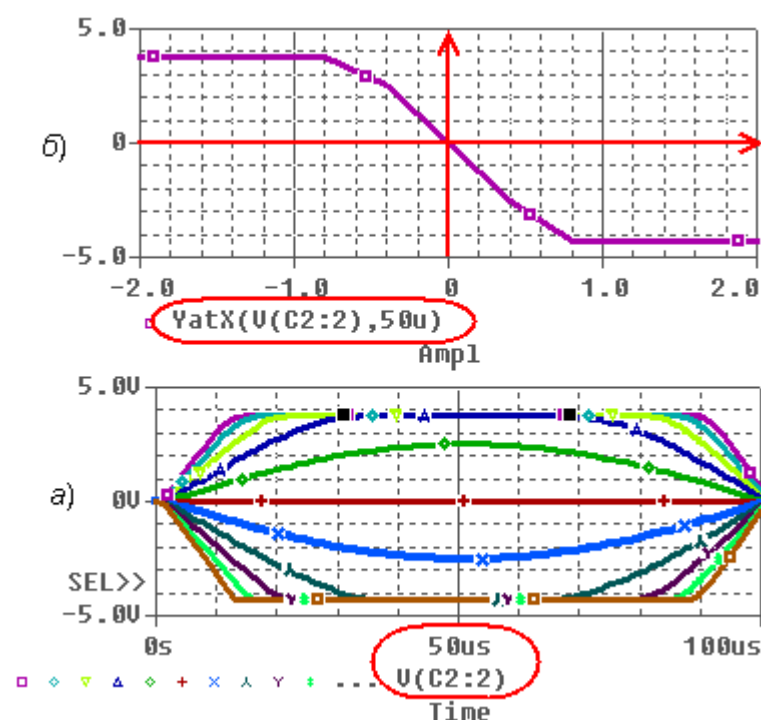 5.0
б)
0
-5.0
-2.0 -1.0 0 1.0 2.0
YatX(V(C2:2),50u)
Ampl
5.0V
а)
0V
SEL>>
-5.0V
0s 50us 100us
.... V(C2:2)
Time